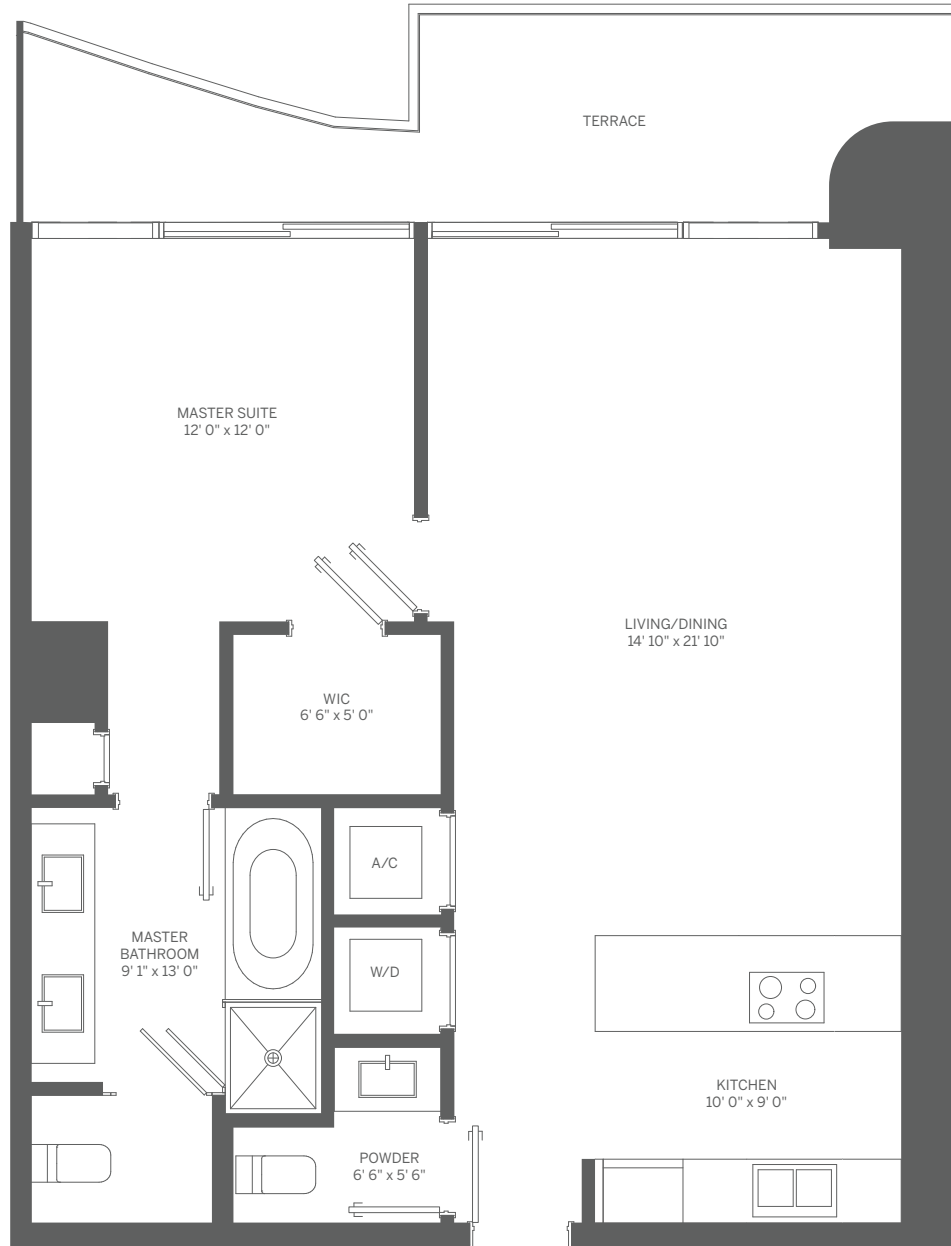 TERRACE
MASTER SUITE
12' 0" x 12' 0"
LIVING/DINING
14' 10" x 21' 10"
WIC
6' 6" x 5' 0"
A/C
MASTER
BATHROOM
9' 1" x 13' 0"
W/D
KITCHEN
10' 0" x 9' 0"
POWDER
6' 6" x 5' 6"